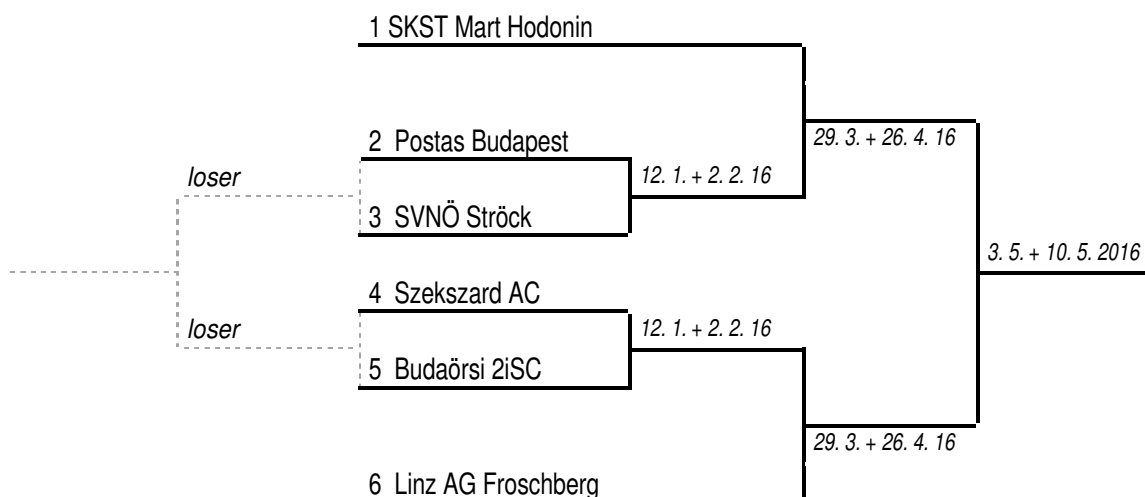 1 SKST Mart Hodonin
2 Postas Budapest
29. 3. + 26. 4. 16
loser
12. 1. + 2. 2. 16
3 SVNÖ Ströck
3. 5. + 10. 5. 2016
4 Szekszard AC
loser
12. 1. + 2. 2. 16
5 Budaörsi 2iSC
29. 3. + 26. 4. 16
6 Linz AG Froschberg